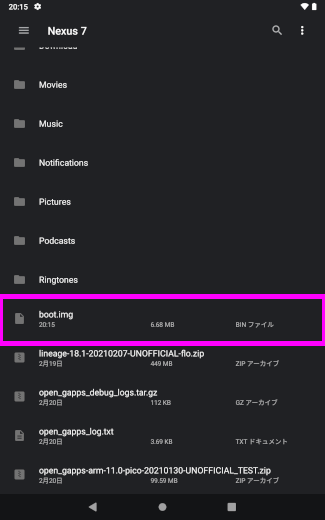 20:15
Nexus 7
Download
Movies
Music
Notifications
Pictures
Podcasts
Ringtones
boot.img
20:15 6.68 MB BIN ファイル
lineage-18.1-20210207-UNOFFICIAL-flo.zip
2月19日 449 MB ZIP アーカイブ
open_gapps_debug_logs.tar.gz
2月20日 112 KB GZ アーカイブ
open_gapps_log.txt
2月20日 3.69 KB TXT ドキュメント
open_gapps-arm-11.0-pico-20210130-UNOFFICIAL_TEST.zip
2月20日 99.59 MB ZIP アーカイブ